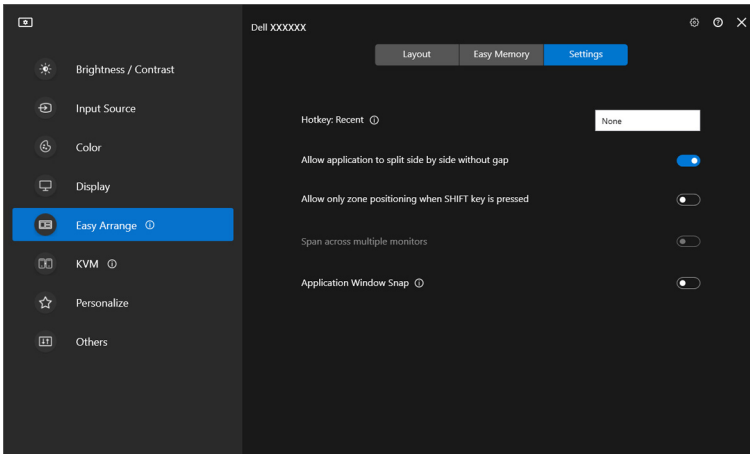 Dell XXXXXX
Layout
Easy Memory
Settings
Brightness / Contrast
Input Source
Color
Display
Easy Arrange
KVM
Personalize
Others
Hotkey: Recent
None
Allow application to split side by side without gap
Allow only zone positioning when SHIFT key is pressed
Span across multiple monitors
Application Window Snap